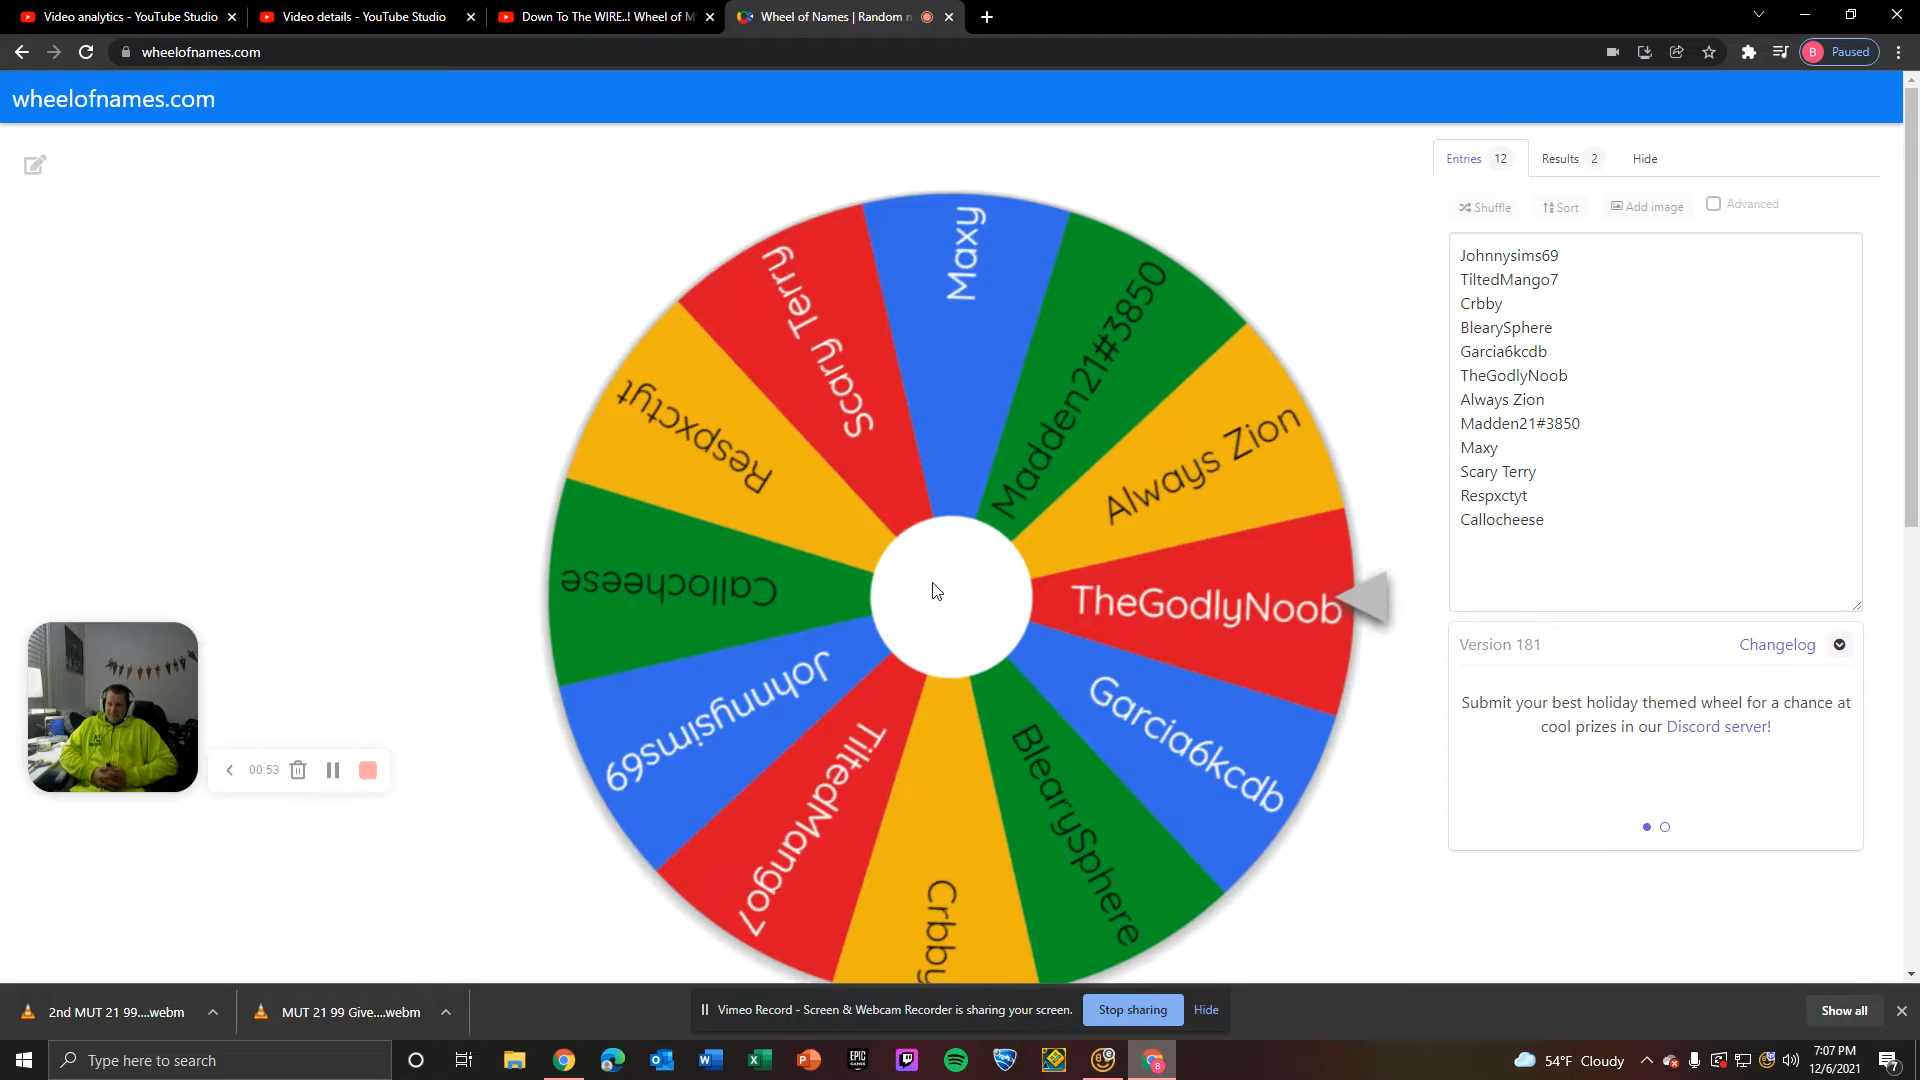 Video analytics - YouTube Studio
Video details - YouTube Studio
Down To The WIRE..! Wheel of M
Wheel of Names | Random n
wheelofnames.com
B Paused
wheelofnames.com
Entries 12
Results 2
Hide
Shuffle
Sort
Add image
Advanced
Johnnysims69
TiltedMango7
Crbby
BlearySphere
Garcia6kcdb
TheGodlyNoob
Always Zion
Madden21#3850
Maxy
Scary Terry
Respxctyt
Callocheese
Maxy
Madden21#3850
Always Zion
TheGodlyNoob
Garcia6kcdb
BlearySphere
Crbby
TiltedMango7
Johnnysims69
Callocheese
Respxctyt
Scary Terry
Version 181
Changelog
Submit your best holiday themed wheel for a chance at
cool prizes in our Discord server!
00:53
2nd MUT 21 99....webm
MUT 21 99 Give....webm
Vimeo Record - Screen & Webcam Recorder is sharing your screen.
Stop sharing
Hide
Show all
Type here to search
EPIC GAMES
54°F Cloudy
7:07 PM
12/6/2021
7